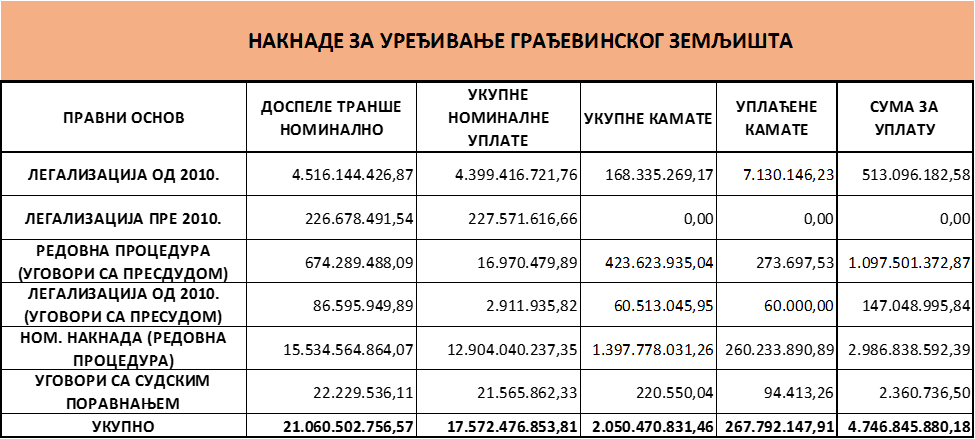 НАКНАДЕ ЗА УРЕЂИВАЊЕ ГРАЂЕВИНСКОГ ЗЕМЉИШТА
ПРАВНИ ОСНОВ
ДОСПЕЛЕ ТРАНШЕ
НОМИНАЛНО
УКУПНЕ
НОМИНАЛНЕ
УПЛАТЕ
УКУПНЕ КАМАТЕ
УПЛАЂЕНЕ
КАМАТЕ
СУМА ЗА
УПЛАТУ
ЛЕГАЛИЗАЦИЈА ОД 2010. 4.516.144.426,87 4.399.416.721,76 168.335.269,17 7.130.146,23 513.096.182,58
ЛЕГАЛИЗАЦИЈА ПРЕ 2010. 226.678.491,54 227.571.616,66 0,00 0,00 0,00
РЕДОВНА ПРОЦЕДУРА
(УГОВОРИ СА ПРЕСДУДОМ) 674.289.488,09 16.970.479,89 423.623.935,04 273.697,53 1.097.501.372,87
ЛЕГАЛИЗАЦИЈА ОД 2010.
(УГОВОРИ СА ПРЕСУДОМ) 86.595.949,89 2.911.935,82 60.513.045,95 60.000,00 147.048.995,84
НОМ. НАКНАДА (РЕДОВНА
ПРОЦЕДУРА) 15.534.564.864,07 12.904.040.237,35 1.397.778.031,26 260.233.890,89 2.986.838.592,39
УГОВОРИ СА СУДСКИМ
ПОРАВНАЊЕМ 22.229.536,11 21.565.862,33 220.550,04 94.413,26 2.360.736,50
УКУПНО 21.060.502.756,57 17.572.476.853,81 2.050.470.831,46 267.792.147,91 4.746.845.880,18